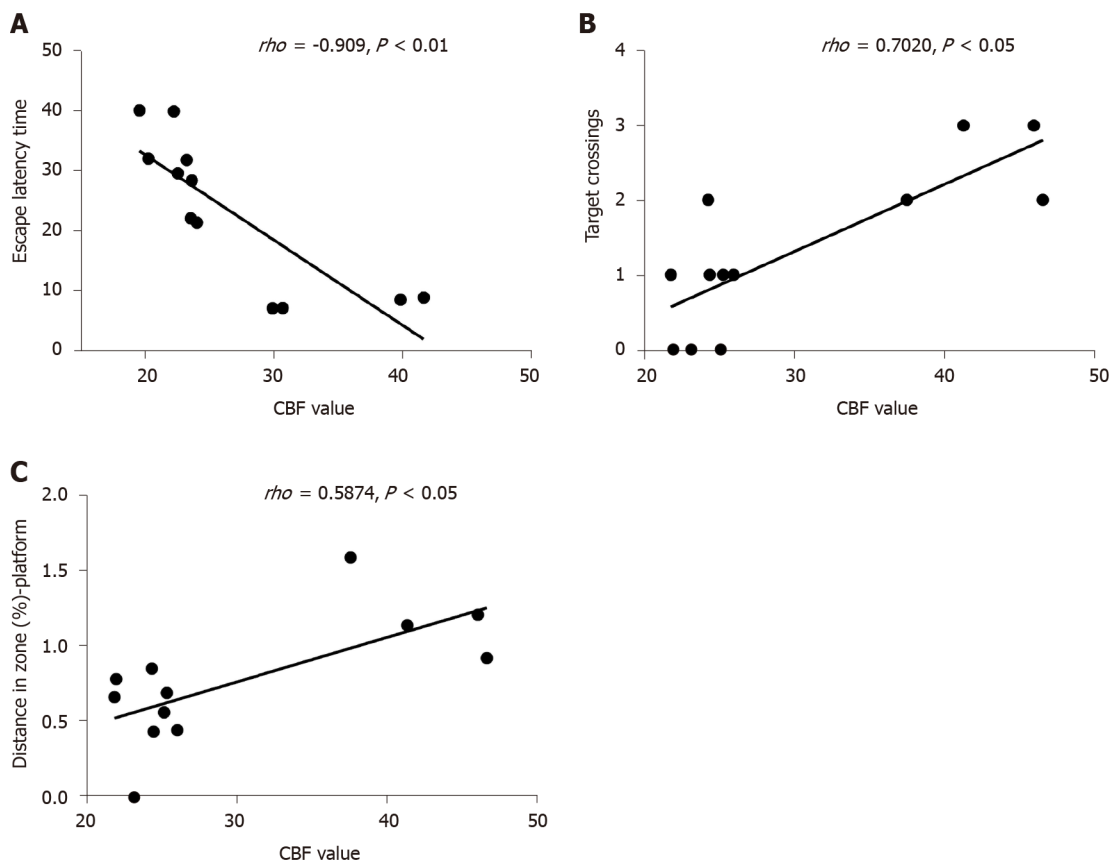 A
rho = -0.909, P < 0.01
Escape latency time
50
40
30
20
10
0
20 30 40 50
CBF value
B
rho = 0.7020, P < 0.05
Target crossings
4
3
2
1
0
20 30 40 50
CBF value
C
rho = 0.5874, P < 0.05
Distance in zone (%)-platform
2.0
1.5
1.0
0.5
0.0
20 30 40 50
CBF value